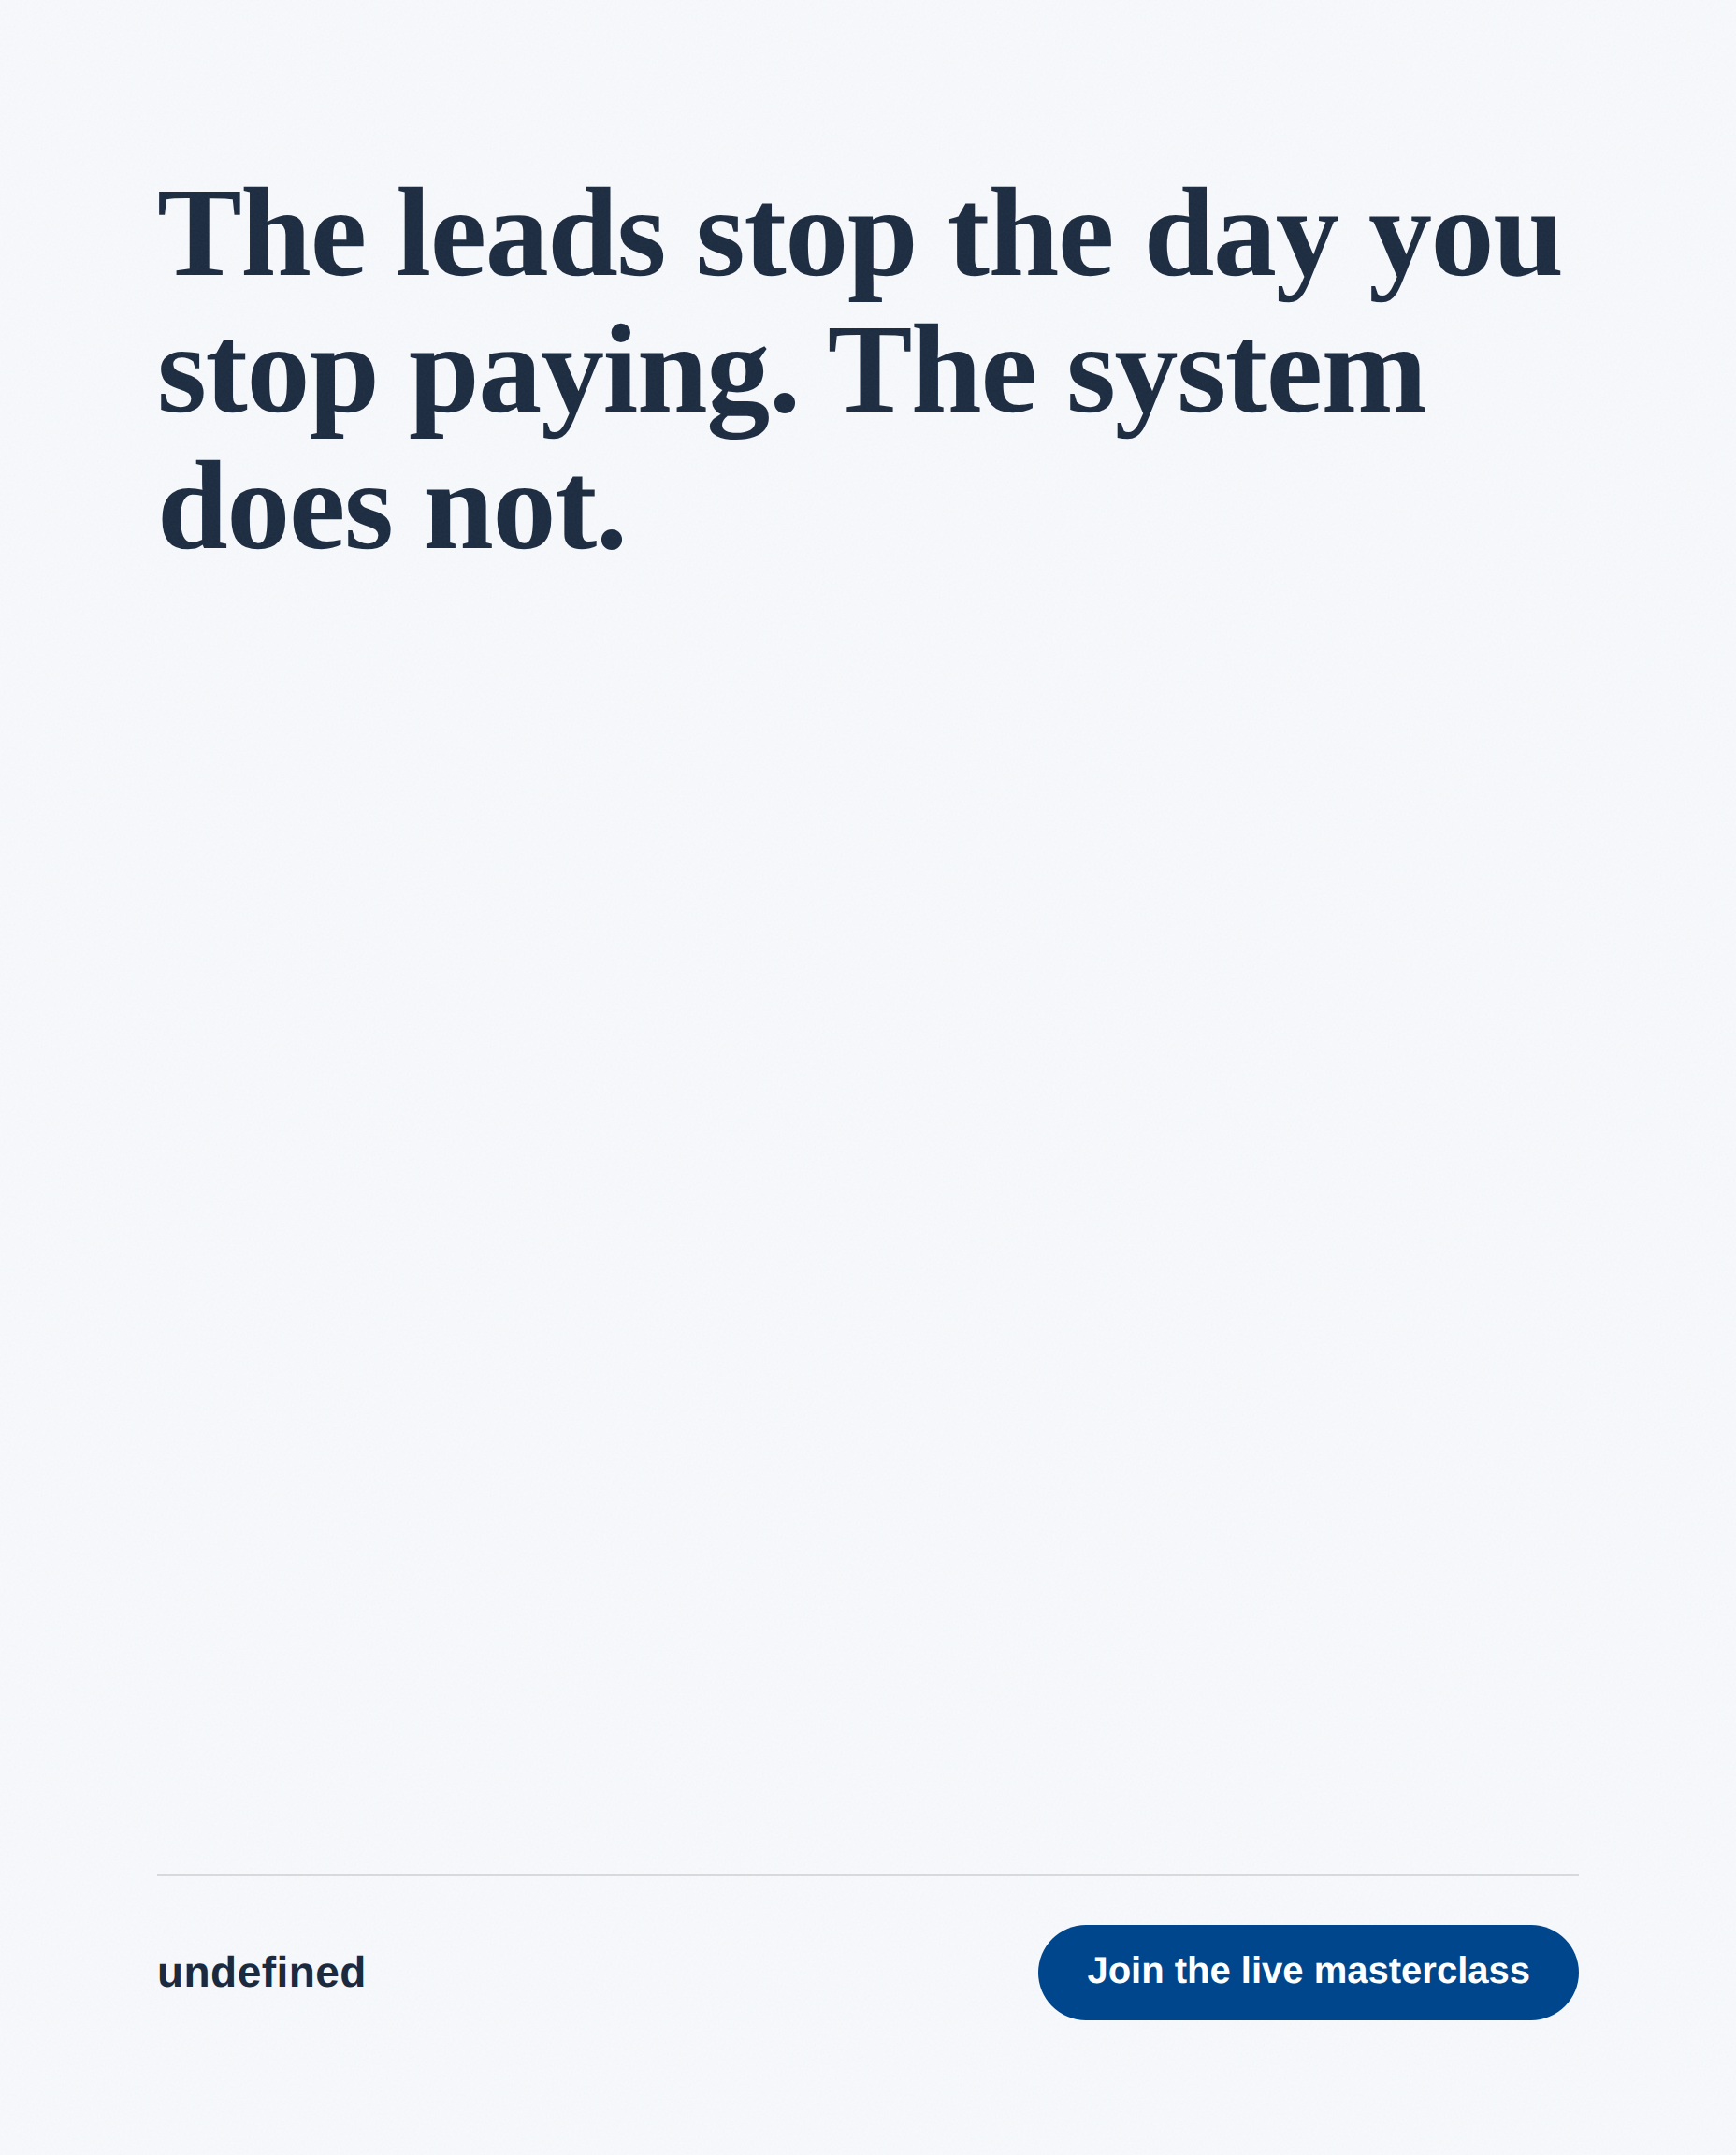 The leads stop the day you
stop paying. The system
does not.
undefined
Join the live masterclass